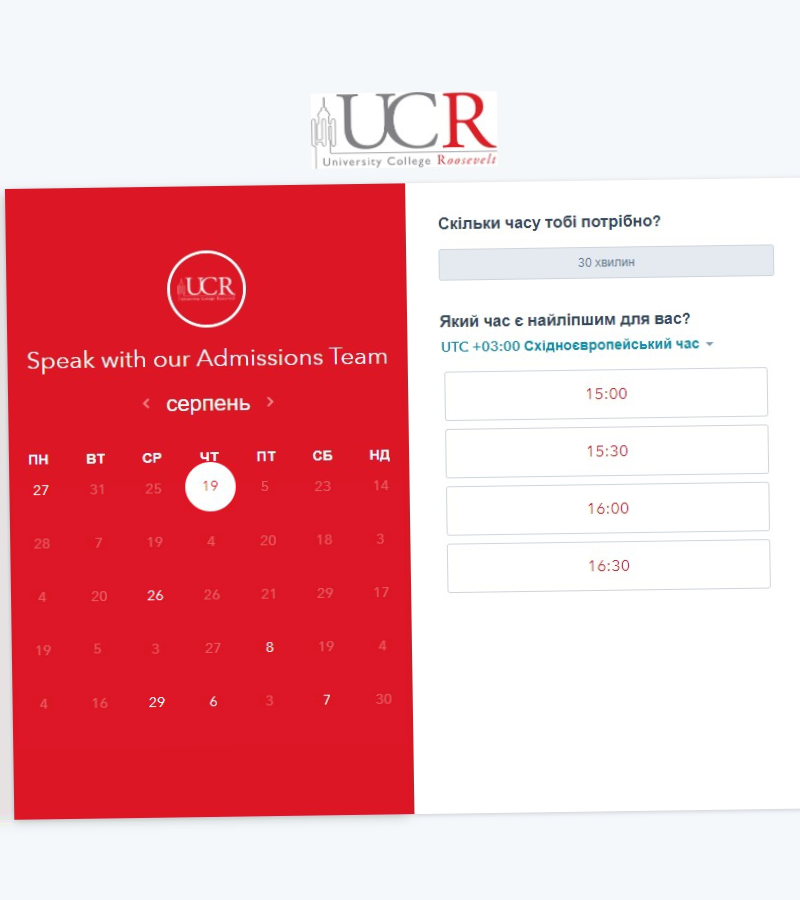 UCR
University College Roosevelt
UCR
Speak with our Admissions Team
серпень
ПН ВТ СР ЧТ ПТ СБ НД
27 31 25 19 5 23 14
28 7 19 4 20 18 3
4 20 26 26 21 29 17
19 5 3 27 8 19 4
4 16 29 6 3 7 30
Скільки часу тобі потрібно?
30 хвилин
Який час є найліпшим для вас?
UTC +03:00 Східноєвропейський час
15:00
15:30
16:00
16:30